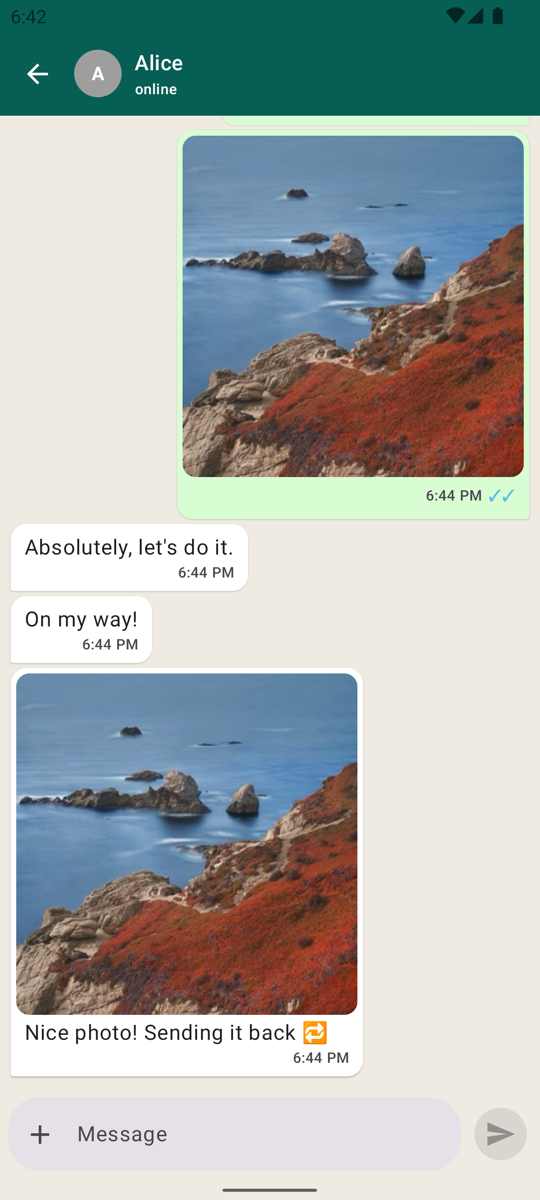 6:42
A
Alice
online
6:44 PM ✓✓
Absolutely, let's do it.
6:44 PM
On my way!
6:44 PM
Nice photo! Sending it back 🔁
6:44 PM
+ Message